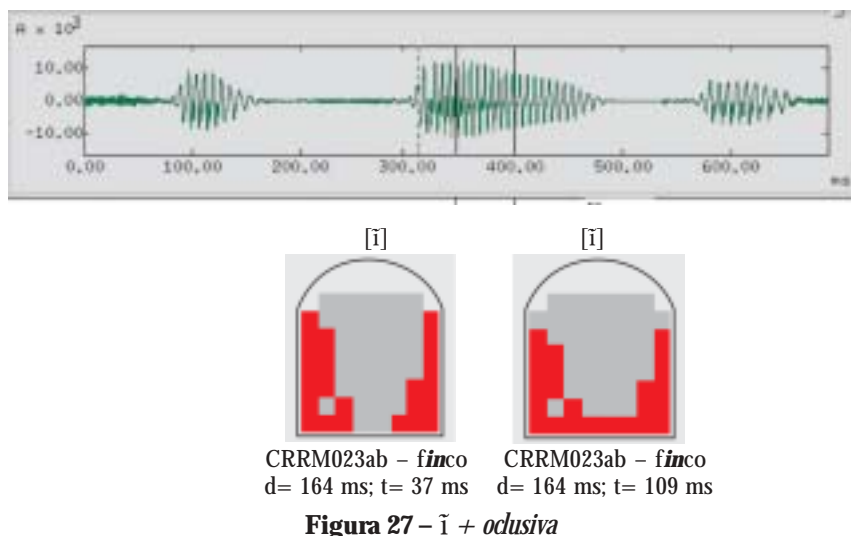 A × 10³
10.00
0.00
-10.00
0.00 100.00 200.00 300.00 400.00 500.00 600.00
ms
[ĩ] [ĩ]
CRRM023ab – finco CRRM023ab – finco
d= 164 ms; t= 37 ms d= 164 ms; t= 109 ms
Figura 27 – ĩ + oclusiva